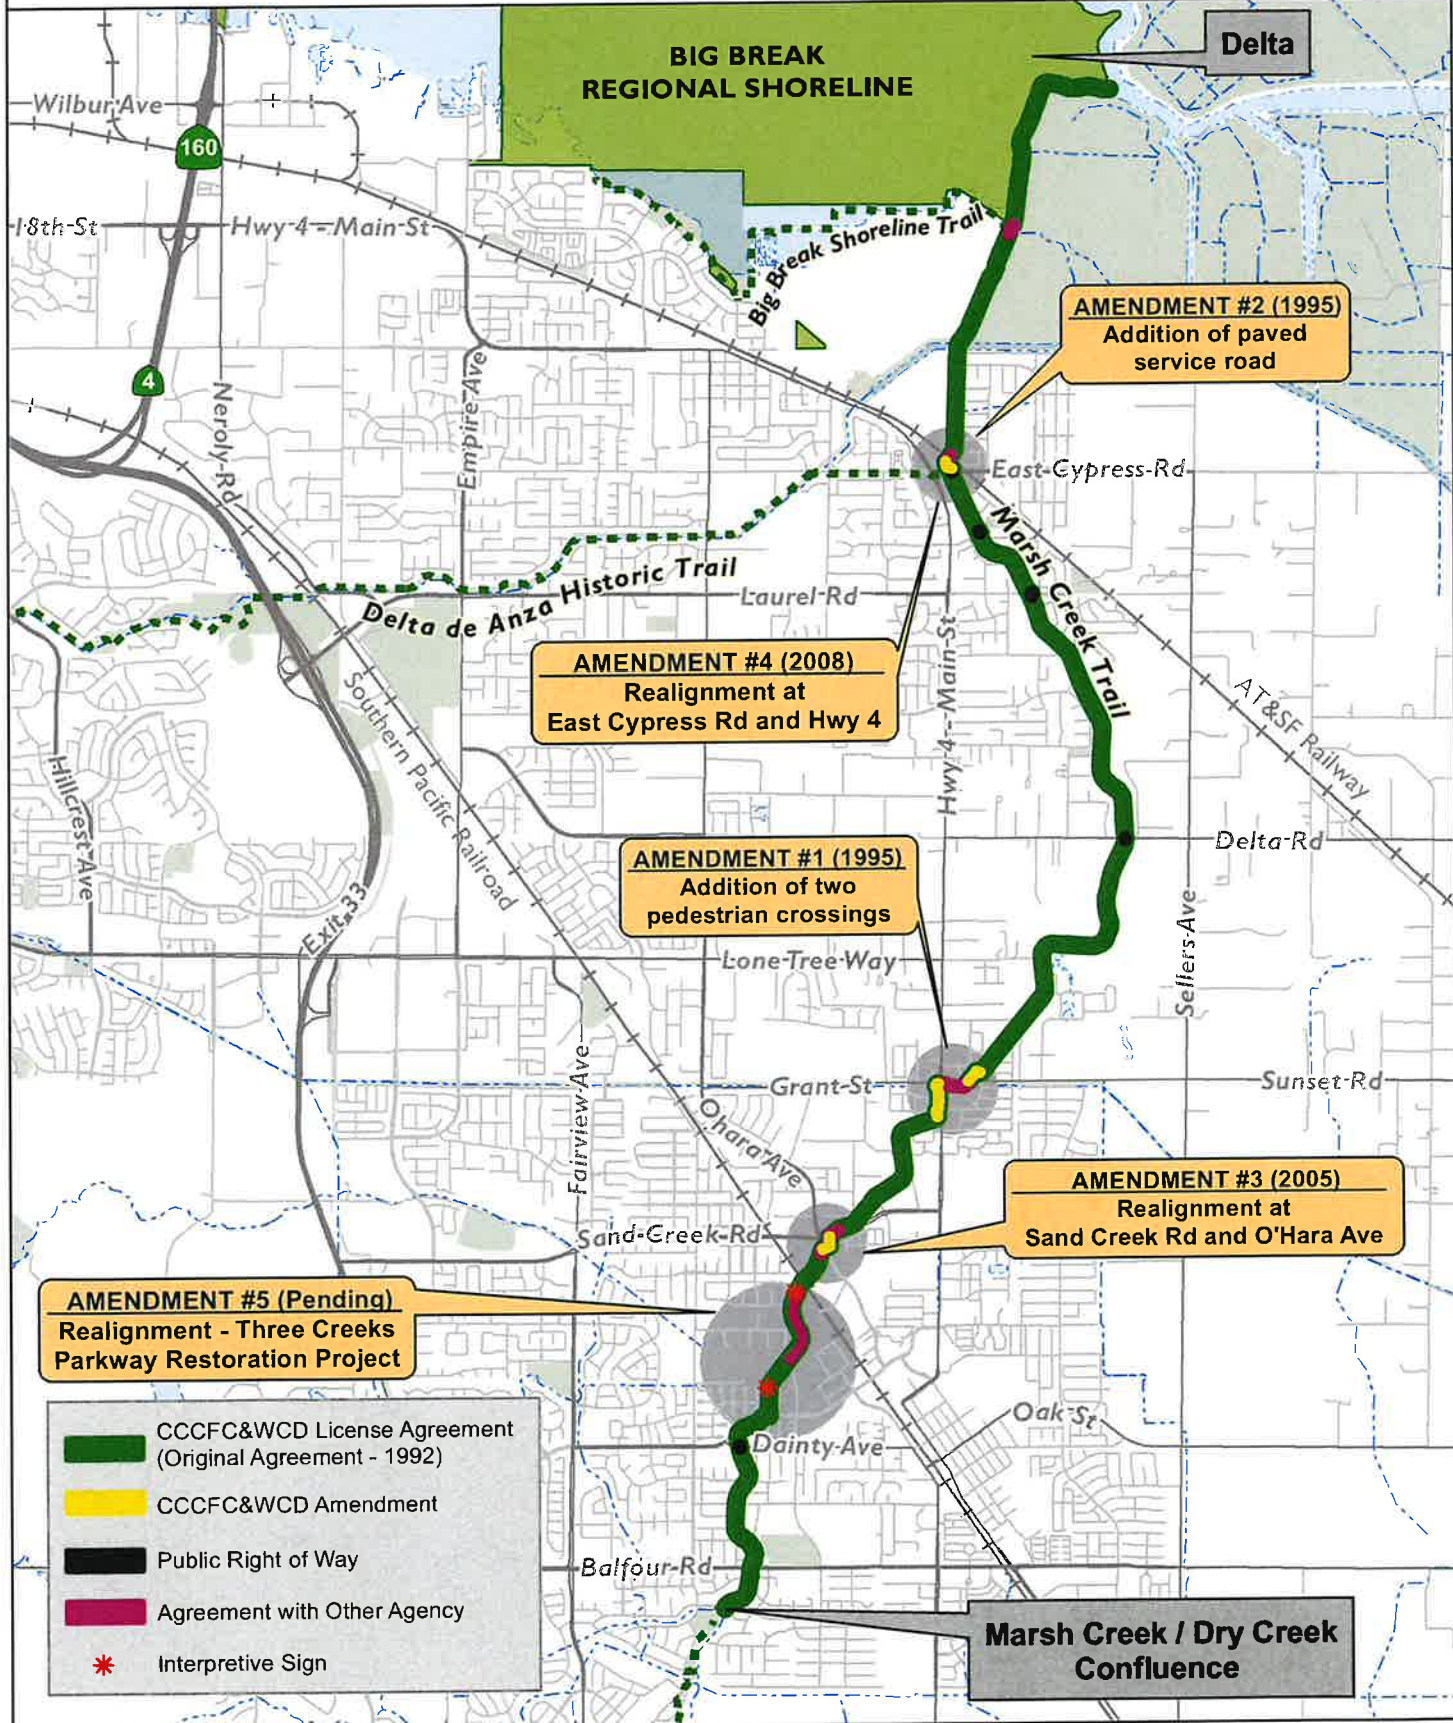 BIG BREAK
REGIONAL SHORELINE
Delta
Wilbur Ave
160
18th St
Hwy 4 - Main St
Big Break Shoreline Trail
AMENDMENT #2 (1995)
Addition of paved
service road
4
Neroly Rd
Empire Ave
East Cypress Rd
Marsh Creek Trail
Delta de Anza Historic Trail
Laurel Rd
AMENDMENT #4 (2008)
Realignment at
East Cypress Rd and Hwy 4
Hwy 4 - Main St
AT&SF Railway
Southern Pacific Railroad
Hillcrest Ave
Delta Rd
AMENDMENT #1 (1995)
Addition of two
pedestrian crossings
Exit 33
Lone Tree Way
Sellers Ave
Fairview Ave
Grant St
Sunset Rd
Ohara Ave
AMENDMENT #3 (2005)
Realignment at
Sand Creek Rd and O'Hara Ave
Sand Creek Rd
AMENDMENT #5 (Pending)
Realignment - Three Creeks
Parkway Restoration Project
Oak St
Dainty Ave
Balfour Rd
CCCFC&WCD License Agreement
(Original Agreement - 1992)
CCCFC&WCD Amendment
Public Right of Way
Agreement with Other Agency
Interpretive Sign
Marsh Creek / Dry Creek
Confluence